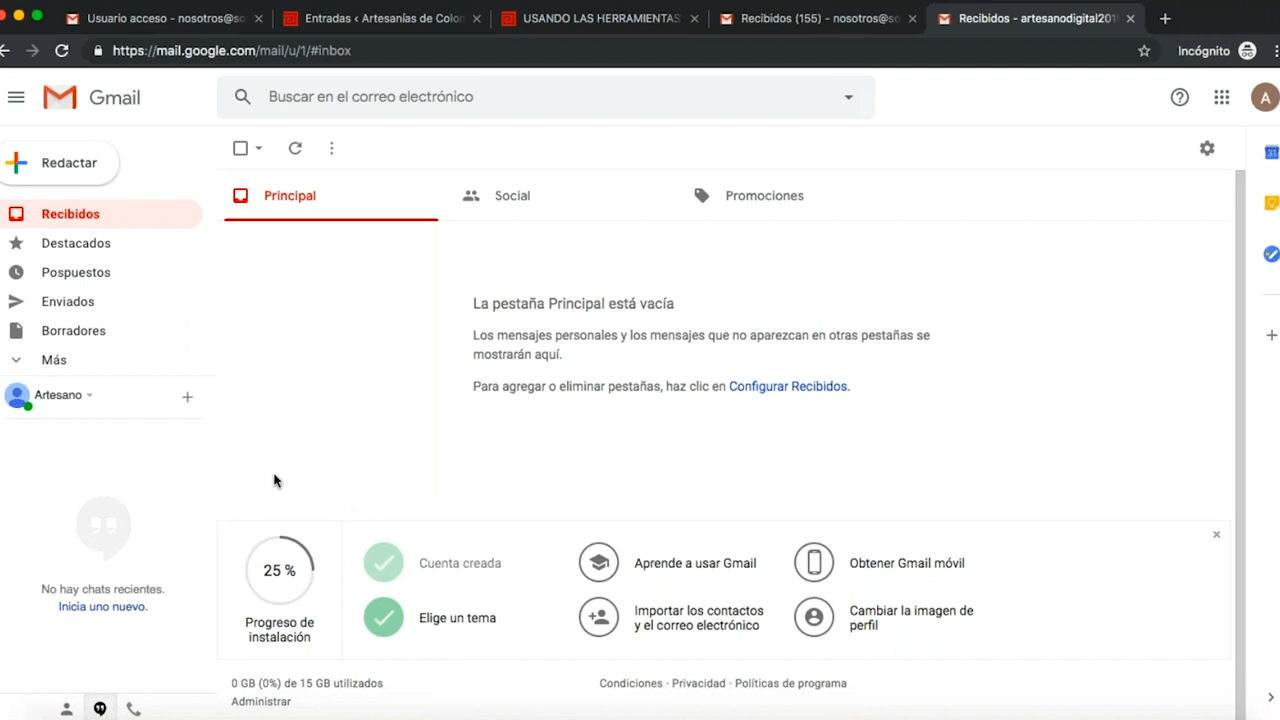 Usuario acceso - nosotros@so
Entradas ‹ Artesanías de Colom
USANDO LAS HERRAMIENTAS
Recibidos (155) - nosotros@so
Recibidos - artesanodigital201
https://mail.google.com/mail/u/1/#inbox
Incógnito
Gmail
Buscar en el correo electrónico
A
Redactar
Recibidos
Destacados
Pospuestos
Enviados
Borradores
Más
Artesano
No hay chats recientes.
Inicia uno nuevo.
Principal
Social
Promociones
31
La pestaña Principal está vacía
Los mensajes personales y los mensajes que no aparezcan en otras pestañas se
mostrarán aquí.
Para agregar o eliminar pestañas, haz clic en Configurar Recibidos.
25 %
Progreso de
instalación
Cuenta creada
Aprende a usar Gmail
Obtener Gmail móvil
Elige un tema
Importar los contactos
y el correo electrónico
Cambiar la imagen de
perfil
0 GB (0%) de 15 GB utilizados
Administrar
Condiciones · Privacidad · Políticas de programa